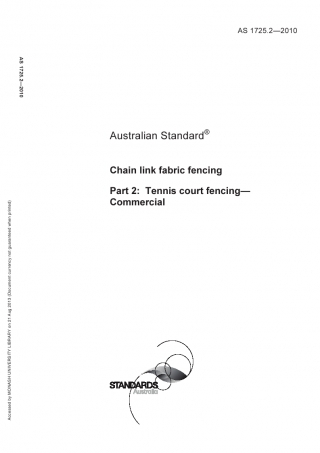 AS 1725.2—2010
AS 1725.2—2010
Australian Standard®
Chain link fabric fencing
Part 2: Tennis court fencing—
Commercial
Accessed by MONASH UNIVERSITY LIBRARY on 21 Aug 2010 (Document currency not guaranteed when printed)
STANDARDS
Australia